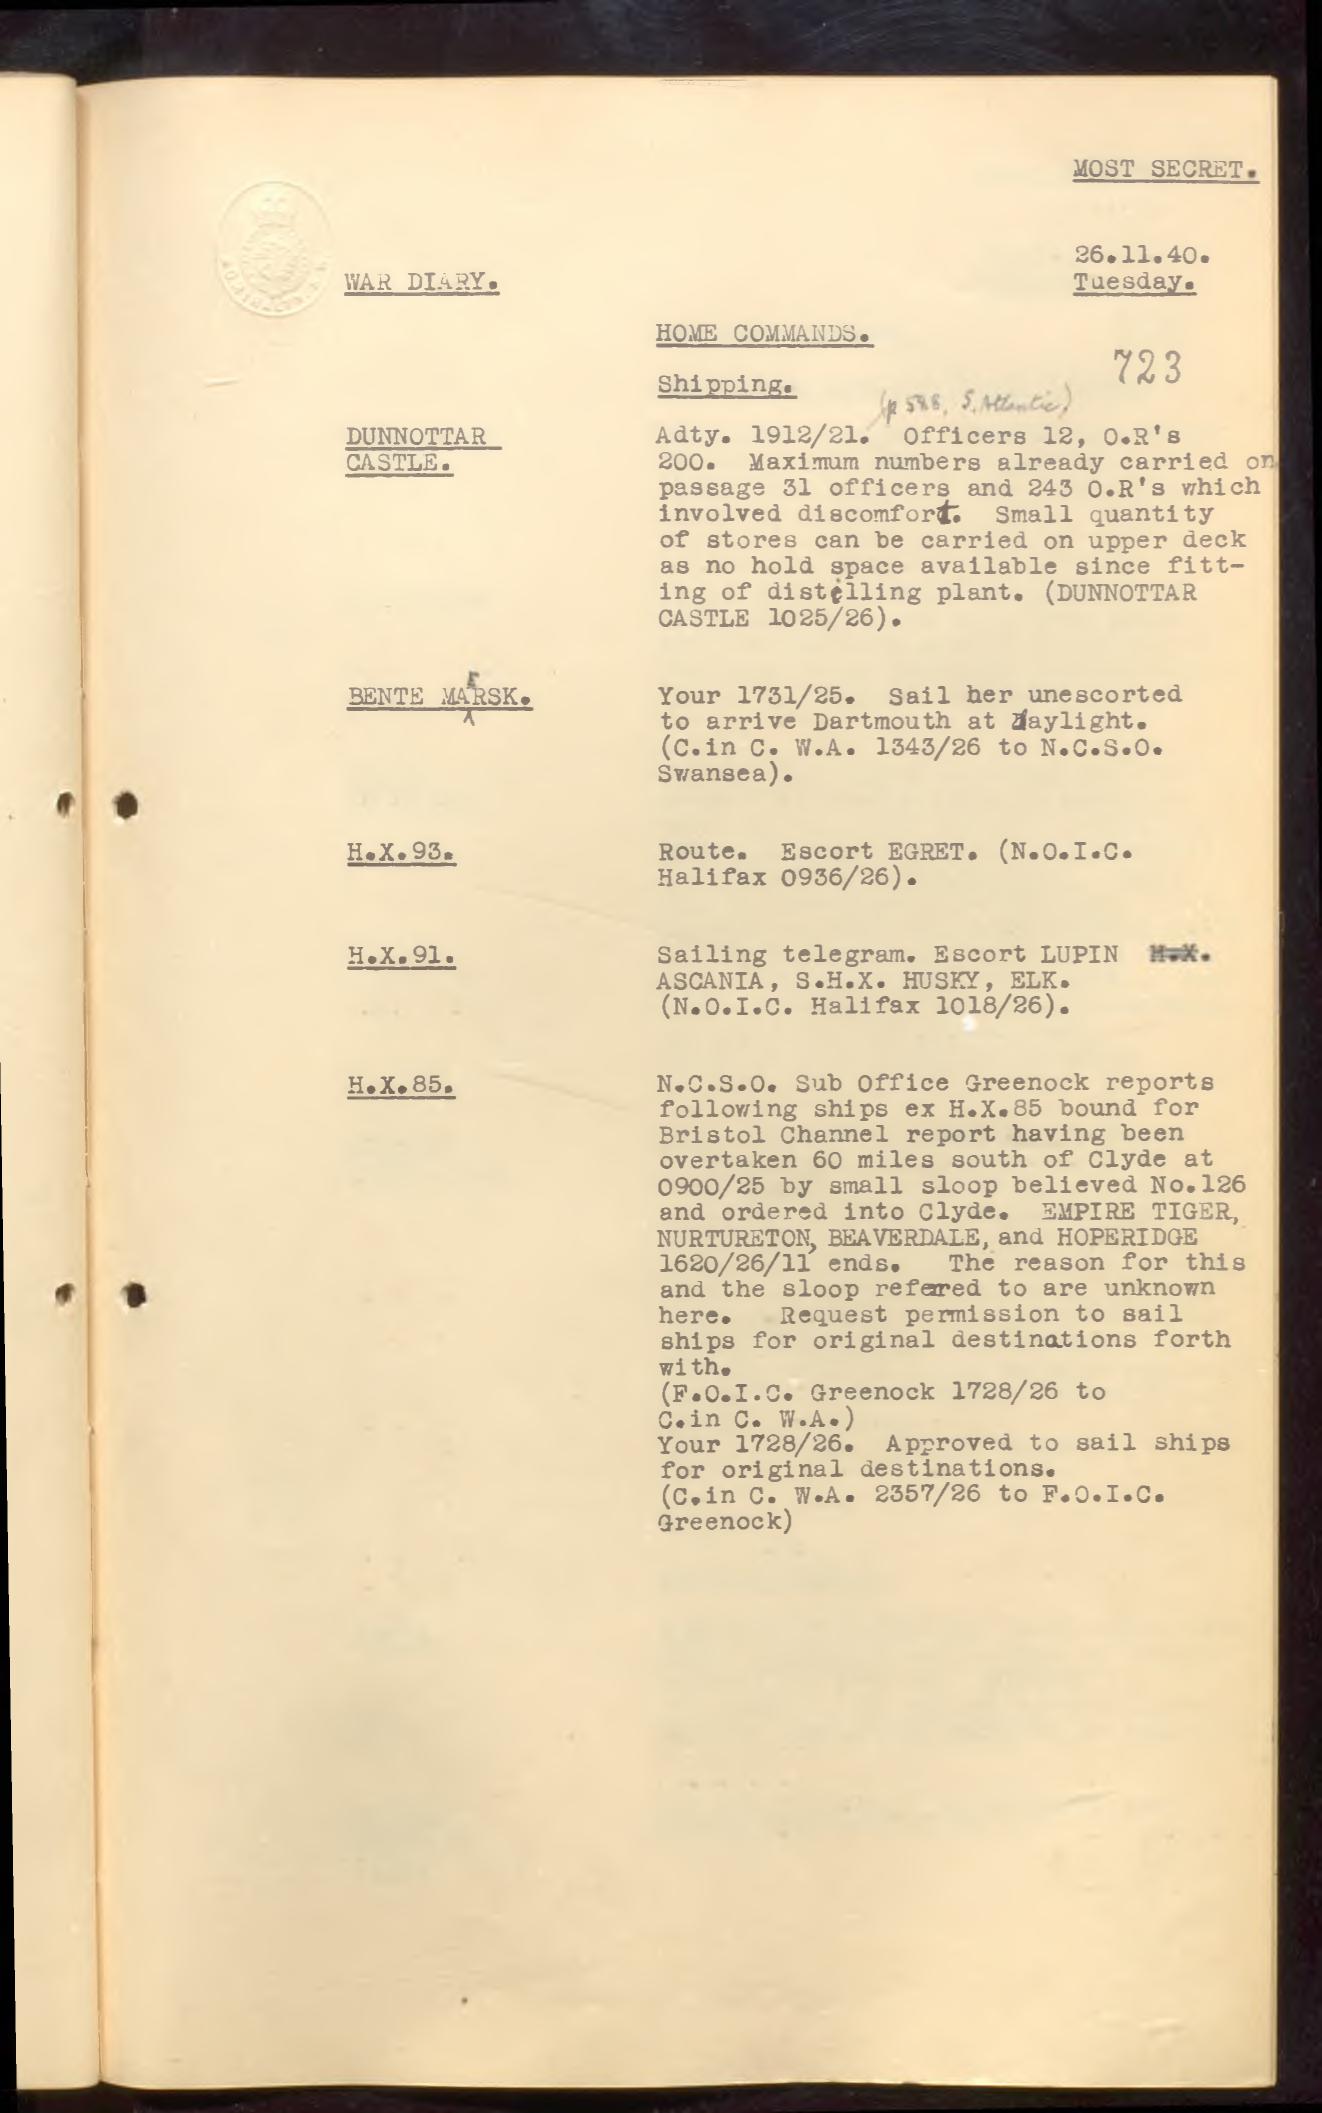 MOST SECRET.
26.11.40.
Tuesday.
WAR DIARY.
HOME COMMANDS.
723
Shipping.
(p 588, S. Atlantic)
DUNNOTTAR
CASTLE.
Adty. 1912/21. Officers 12, O.R's
200. Maximum numbers already carried on
passage 31 officers and 243 O.R's which
involved discomfort. Small quantity
of stores can be carried on upper deck
as no hold space available since fitt-
ing of distilling plant. (DUNNOTTAR
CASTLE 1025/26).
BENTE MAERSK.
Your 1731/25. Sail her unescorted
to arrive Dartmouth at daylight.
(C.in C. W.A. 1343/26 to N.C.S.O.
Swansea).
H.X.93.
Route. Escort EGRET. (N.O.I.C.
Halifax 0936/26).
H.X.91.
Sailing telegram. Escort LUPIN H.X.
ASCANIA, S.H.X. HUSKY, ELK.
(N.O.I.C. Halifax 1018/26).
H.X.85.
N.C.S.O. Sub Office Greenock reports
following ships ex H.X.85 bound for
Bristol Channel report having been
overtaken 60 miles south of Clyde at
0900/25 by small sloop believed No.126
and ordered into Clyde. EMPIRE TIGER,
NURTURETON, BEAVERDALE, and HOPERIDGE
1620/26/11 ends. The reason for this
and the sloop referred to are unknown
here. Request permission to sail
ships for original destinations forth
with.
(F.O.I.C. Greenock 1728/26 to
C.in C. W.A.)
Your 1728/26. Approved to sail ships
for original destinations.
(C.in C. W.A. 2357/26 to F.O.I.C.
Greenock)